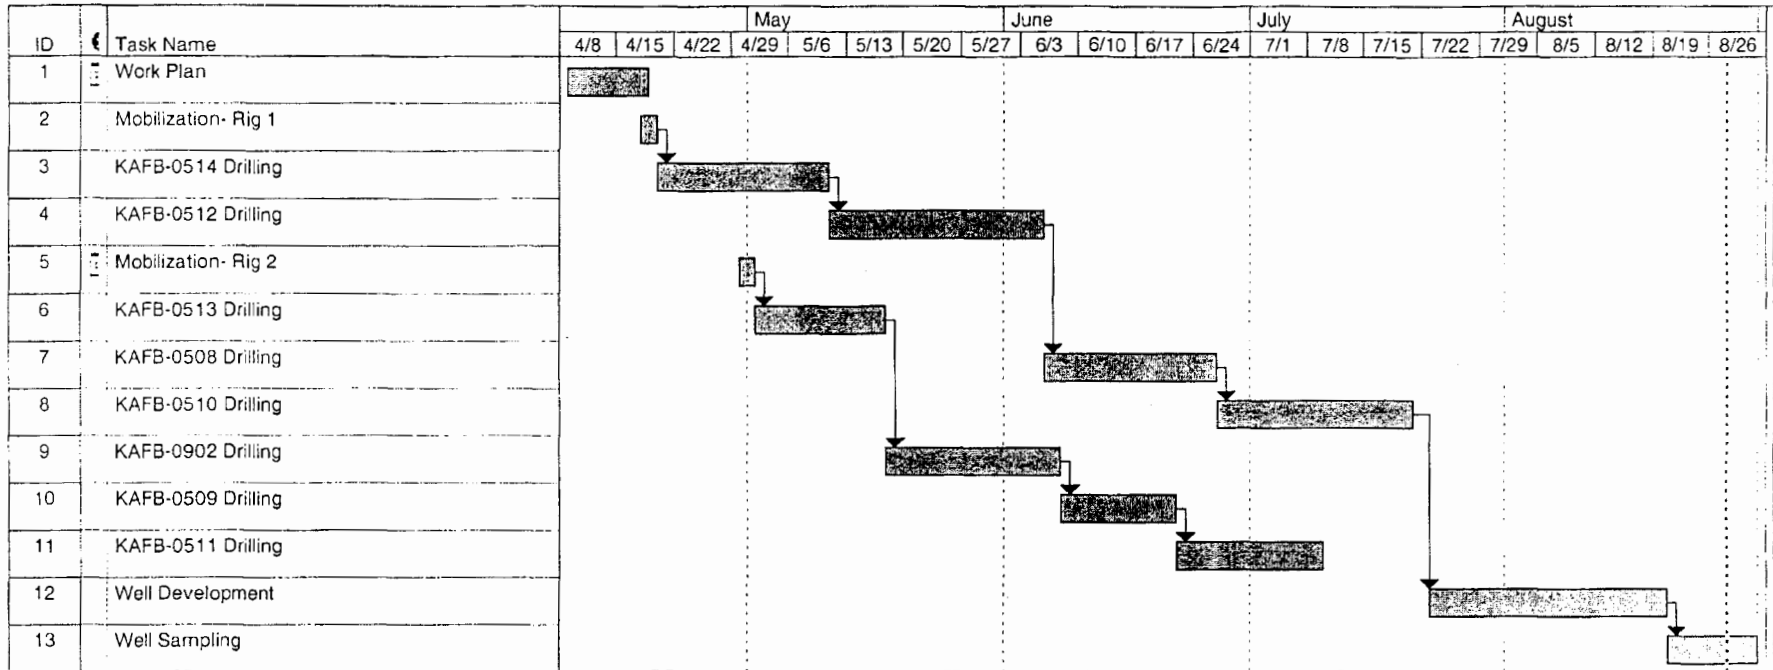 May June July August
ID Task Name 4/8 4/15 4/22 4/29 5/6 5/13 5/20 5/27 6/3 6/10 6/17 6/24 7/1 7/8 7/15 7/22 7/29 8/5 8/12 8/19 8/26
1 Work Plan
2 Mobilization- Rig 1
3 KAFB-0514 Drilling
4 KAFB-0512 Drilling
5 Mobilization- Rig 2
6 KAFB-0513 Drilling
7 KAFB-0508 Drilling
8 KAFB-0510 Drilling
9 KAFB-0902 Drilling
10 KAFB-0509 Drilling
11 KAFB-0511 Drilling
12 Well Development
13 Well Sampling